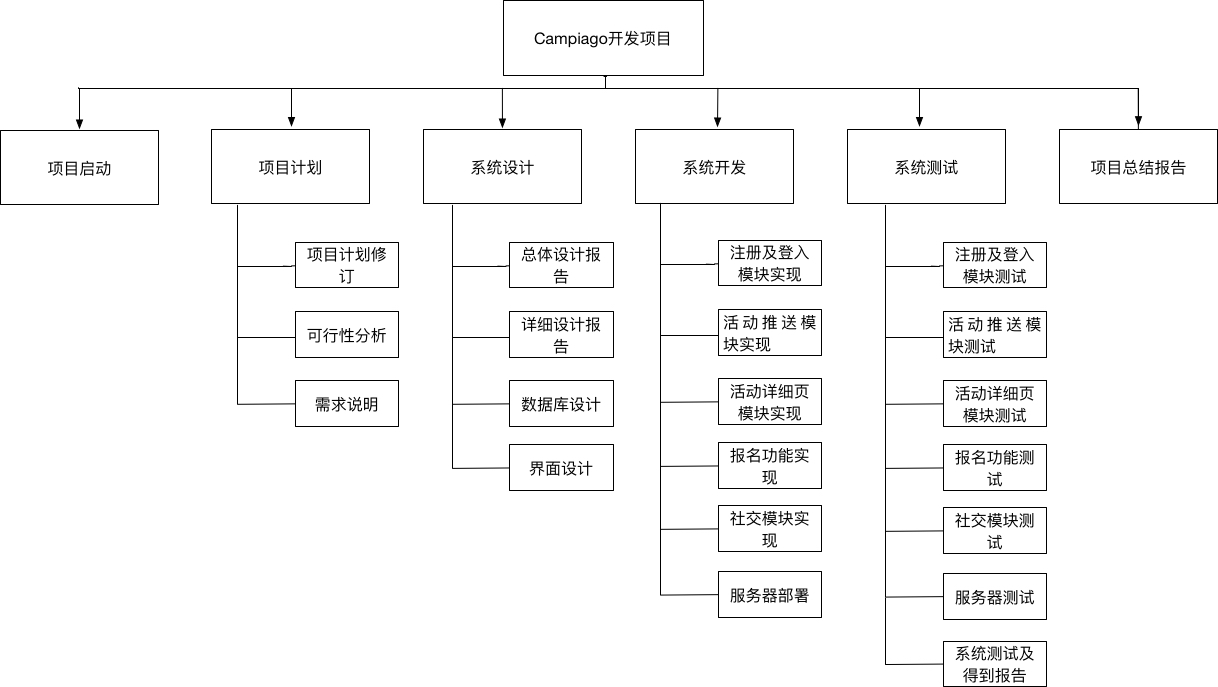 Campiago开发项目
项目启动
项目计划
系统设计
系统开发
系统测试
项目总结报告
项目计划修
订
可行性分析
需求说明
总体设计报
告
详细设计报
告
数据库设计
界面设计
注册及登入
模块实现
活动推送模
块实现
活动详细页
模块实现
报名功能实
现
社交模块实
现
服务器部署
注册及登入
模块测试
活动推送模
块测试
活动详细页
模块测试
报名功能测
试
社交模块测
试
服务器测试
系统测试及
得到报告